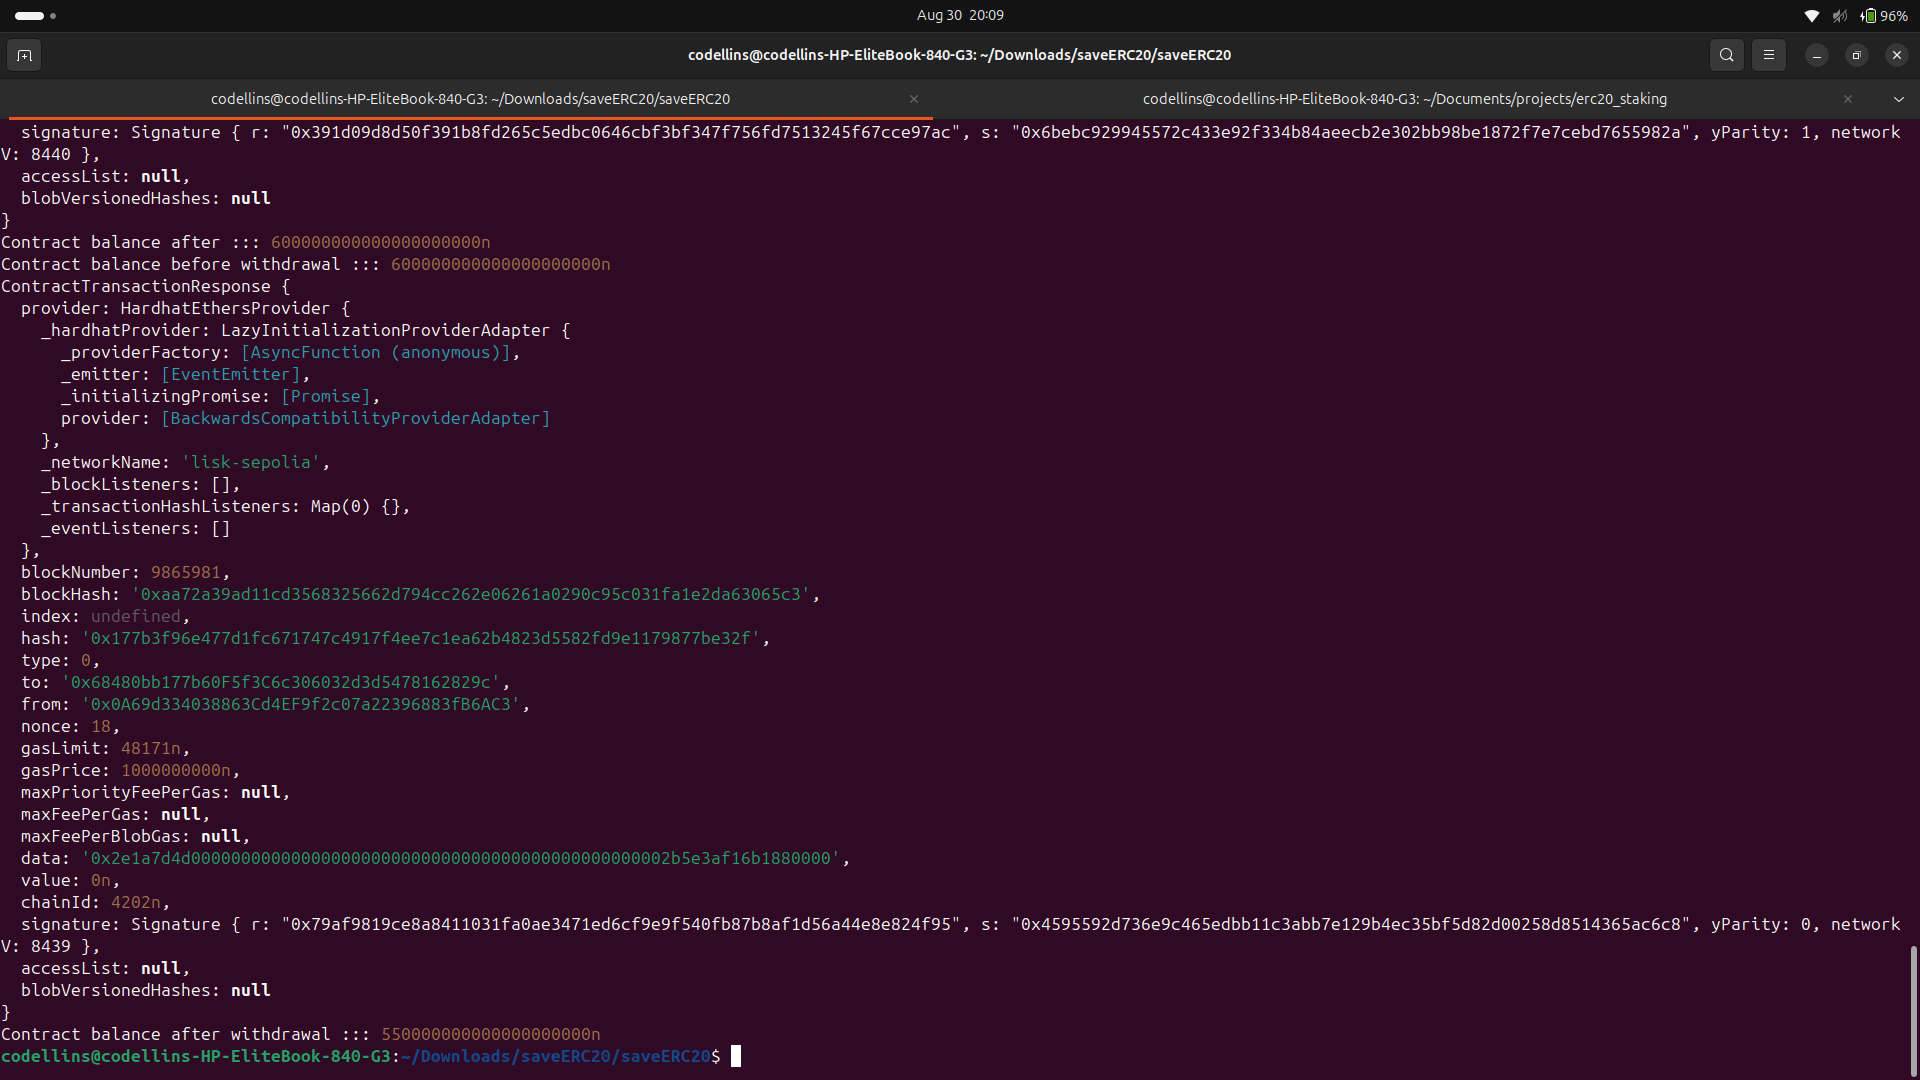 Aug 30 20:09
96%
codellins@codellins-HP-EliteBook-840-G3: ~/Downloads/saveERC20/saveERC20
codellins@codellins-HP-EliteBook-840-G3: ~/Downloads/saveERC20/saveERC20
codellins@codellins-HP-EliteBook-840-G3: ~/Documents/projects/erc20_staking
signature: Signature { r: "0x391d09d8d50f391b8fd265c5edbc0646cbf3bf347f756fd7513245f67cce97ac", s: "0x6bebc929945572c433e92f334b84aeecb2e302bb98be1872f7e7cebd7655982a", yParity: 1, network
V: 8440 },
accessList: null,
blobVersionedHashes: null
}
Contract balance after ::: 600000000000000000000n
Contract balance before withdrawal ::: 600000000000000000000n
ContractTransactionResponse {
provider: HardhatEthersProvider {
_hardhatProvider: LazyInitializationProviderAdapter {
_providerFactory: [AsyncFunction (anonymous)],
_emitter: [EventEmitter],
_initializingPromise: [Promise],
provider: [BackwardsCompatibilityProviderAdapter]
},
_networkName: 'lisk-sepolia',
_blockListeners: [],
_transactionHashListeners: Map(0) {},
_eventListeners: []
},
blockNumber: 9865981,
blockHash: '0xaa72a39ad11cd3568325662d794cc262e06261a0290c95c031fa1e2da63065c3',
index: undefined,
hash: '0x177b3f96e477d1fc671747c4917f4ee7c1ea62b4823d5582fd9e1179877be32f',
type: 0,
to: '0x68480bb177b60F5f3C6c306032d3d5478162829c',
from: '0x0A69d334038863Cd4EF9f2c07a22396883fB6AC3',
nonce: 18,
gasLimit: 48171n,
gasPrice: 1000000000n,
maxPriorityFeePerGas: null,
maxFeePerGas: null,
maxFeePerBlobGas: null,
data: '0x2e1a7d4d000000000000000000000000000000000000000000000002b5e3af16b1880000',
value: 0n,
chainId: 4202n,
signature: Signature { r: "0x79af9819ce8a8411031fa0ae3471ed6cf9e9f540fb87b8af1d56a44e8e824f95", s: "0x4595592d736e9c465edbb11c3abb7e129b4ec35bf5d82d00258d8514365ac6c8", yParity: 0, network
V: 8439 },
accessList: null,
blobVersionedHashes: null
}
Contract balance after withdrawal ::: 550000000000000000000n
codellins@codellins-HP-EliteBook-840-G3:~/Downloads/saveERC20/saveERC20$